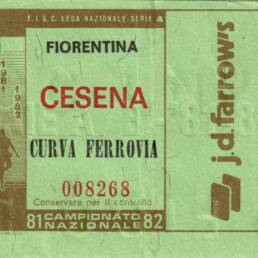 F.I.G.C. LEGA NAZIONALE SERIE A
FIORENTINA
CESENA
CURVA FERROVIA
008268
Conservare per il controllo
81 CAMPIONATO NAZIONALE 82
1981
1982
j.d.farrow's